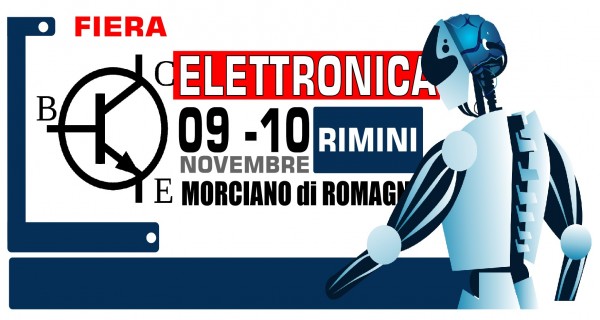 FIERA
C
ELETTRONICA
B
09 -10
RIMINI
NOVEMBRE
E
MORCIANO di ROMAGN